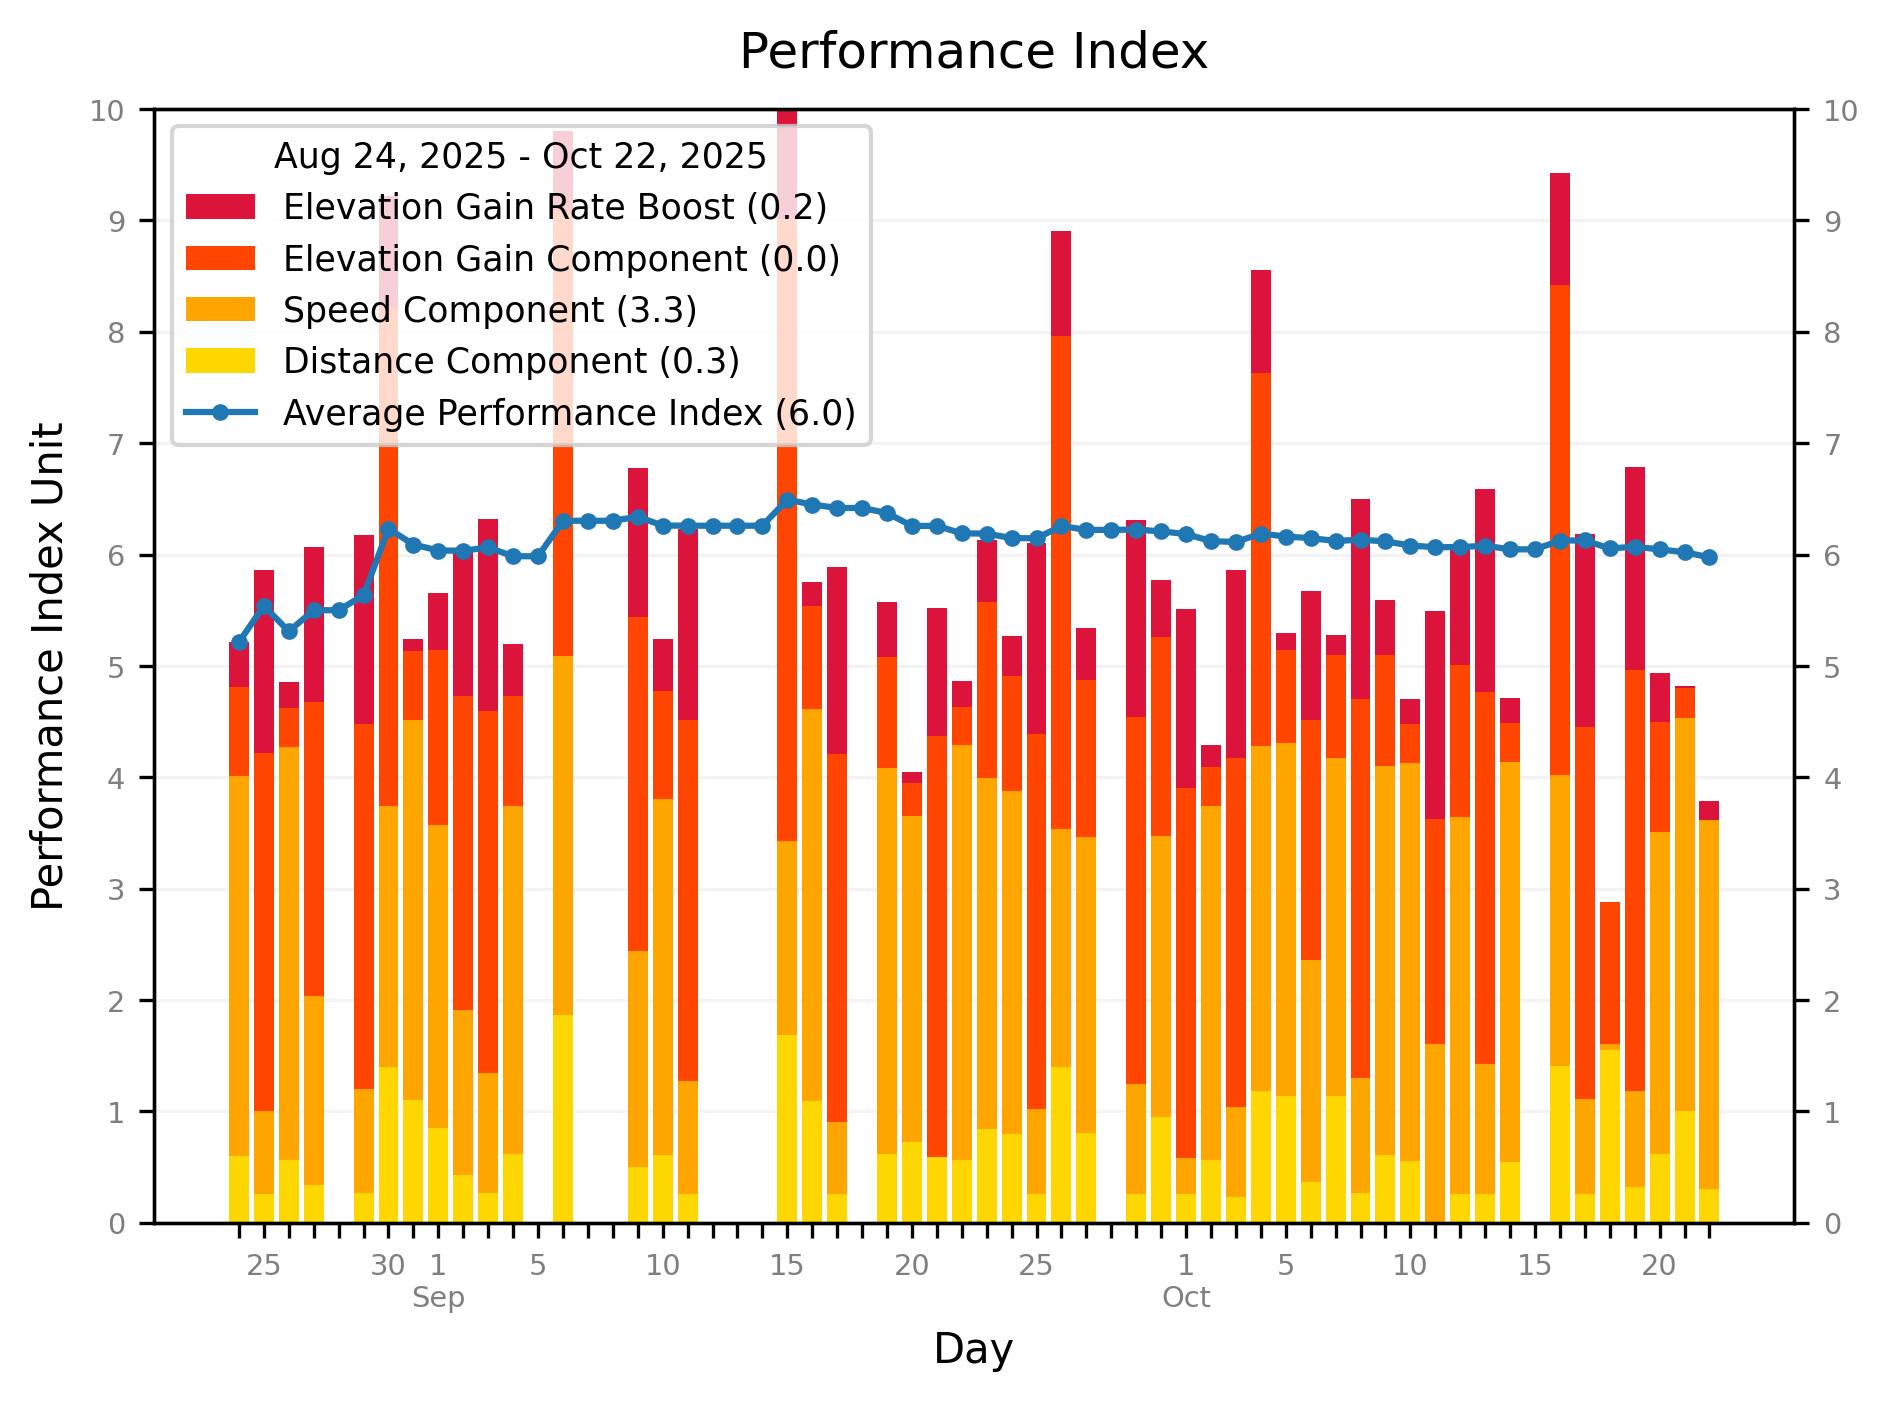 Performance Index
10
9
8
7
6
5
4
3
2
1
0
Performance Index Unit
Aug 24, 2025 - Oct 22, 2025
Elevation Gain Rate Boost (0.2)
Elevation Gain Component (0.0)
Speed Component (3.3)
Distance Component (0.3)
Average Performance Index (6.0)
10
9
8
7
6
5
4
3
2
1
0
25 30 1 5 10 15 20 25 1 5 10 15 20
Sep Oct
Day